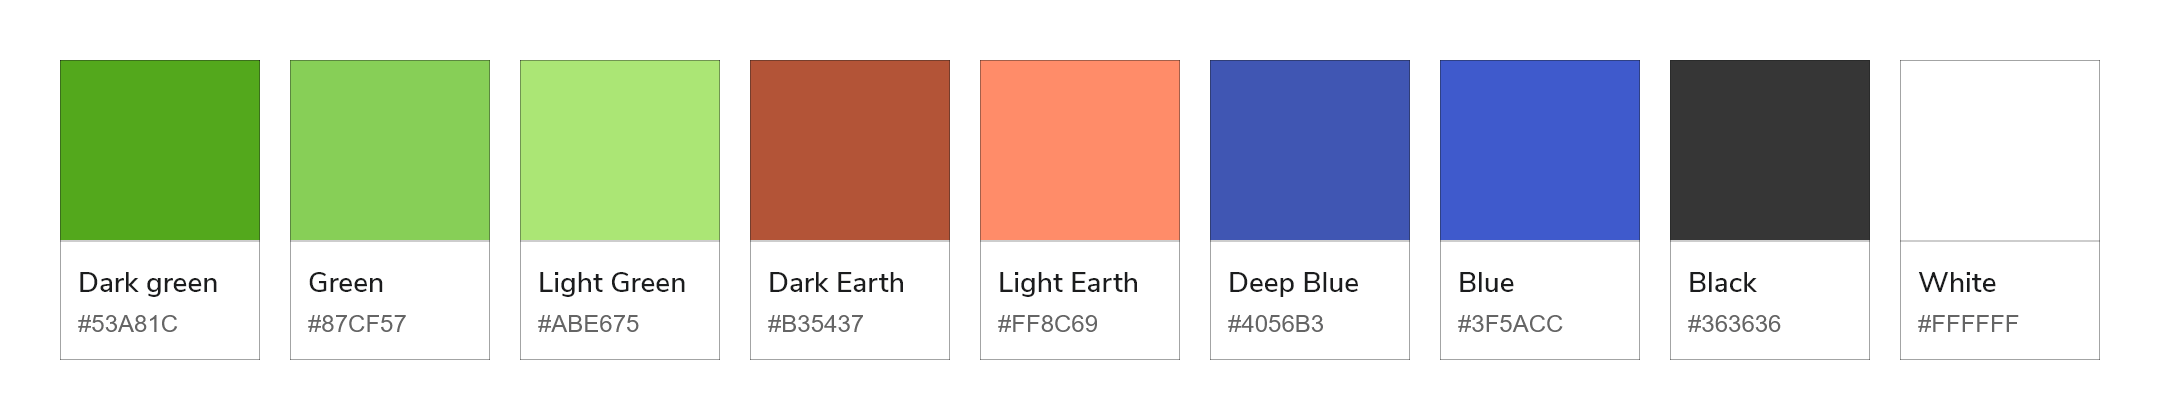 Dark green
#53A81C
Green
#87CF57
Light Green
#ABE675
Dark Earth
#B35437
Light Earth
#FF8C69
Deep Blue
#4056B3
Blue
#3F5ACC
Black
#363636
White
#FFFFFF